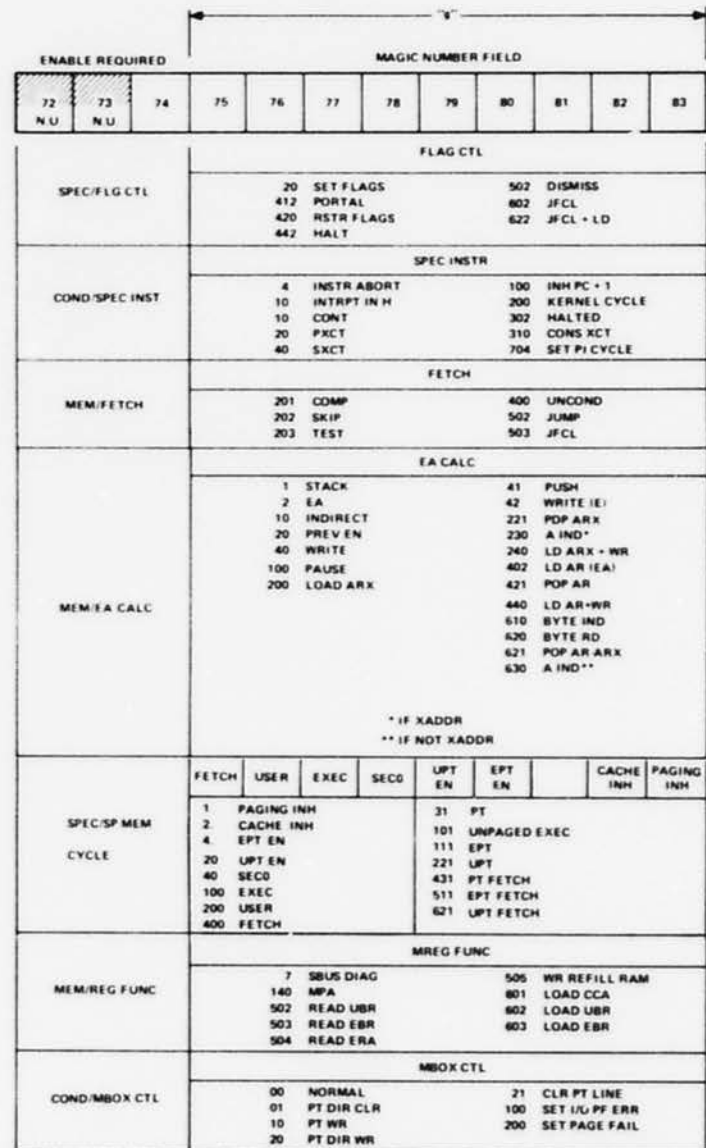 "#"
ENABLE REQUIRED MAGIC NUMBER FIELD
72 73 74 75 76 77 78 79 80 81 82 83
N.U N.U
FLAG CTL
SPEC/FLG CTL
20 SET FLAGS 502 DISMISS
412 PORTAL 602 JFCL
420 RSTR FLAGS 622 JFCL + LD
442 HALT
SPEC INSTR
COND/SPEC INST
4 INSTR ABORT 100 INH PC + 1
10 INTRPT IN H 200 KERNEL CYCLE
10 CONT 302 HALTED
20 PXCT 310 CONS XCT
40 SXCT 704 SET PI CYCLE
FETCH
MEM/FETCH
201 COMP 400 UNCOND
202 SKIP 502 JUMP
203 TEST 503 JFCL
EA CALC
MEM/EA CALC
1 STACK 41 PUSH
2 EA 42 WRITE (E)
10 INDIRECT 221 POP ARX
20 PREV EN 230 A IND*
40 WRITE 240 LD ARX + WR
100 PAUSE 402 LD AR (EA)
200 LOAD ARX 421 POP AR
440 LD AR+WR
610 BYTE IND
620 BYTE RD
621 POP AR-ARX
630 A IND**
* IF XADDR
** IF NOT XADDR
FETCH USER EXEC SEC0 UPT EN EPT EN CACHE INH PAGING INH
SPEC/SP MEM
CYCLE
1. PAGING INH 31 PT
2. CACHE INH 101 UNPAGED EXEC
4. EPT EN 111 EPT
20 UPT EN 221 UPT
40 SEC0 431 PT FETCH
100 EXEC 511 EPT FETCH
200 USER 621 UPT FETCH
400 FETCH
MREG FUNC
MEM/REG FUNC
7 SBUS DIAG 505 WR REFILL RAM
140 MPA 601 LOAD CCA
502 READ UBR 602 LOAD UBR
503 READ EBR 603 LOAD EBR
504 READ ERA
MBOX CTL
COND/MBOX CTL
00 NORMAL 21 CLR PT LINE
01 PT DIR CLR 100 SET I/O PF ERR
10 PT WR 200 SET PAGE FAIL
20 PT DIR WR